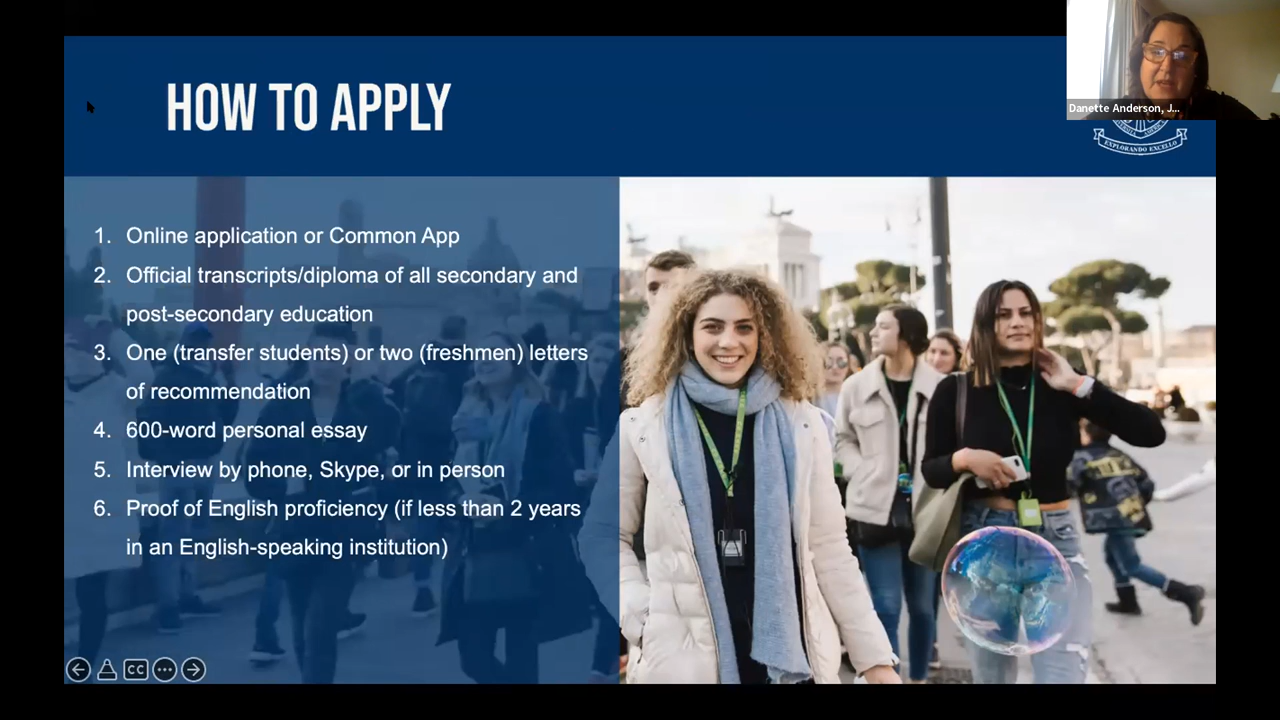 HOW TO APPLY
Danette Anderson, J...
EXPLORANDO EXCELLO
1. Online application or Common App
2. Official transcripts/diploma of all secondary and
post-secondary education
3. One (transfer students) or two (freshmen) letters
of recommendation
4. 600-word personal essay
5. Interview by phone, Skype, or in person
6. Proof of English proficiency (if less than 2 years
in an English-speaking institution)
CC